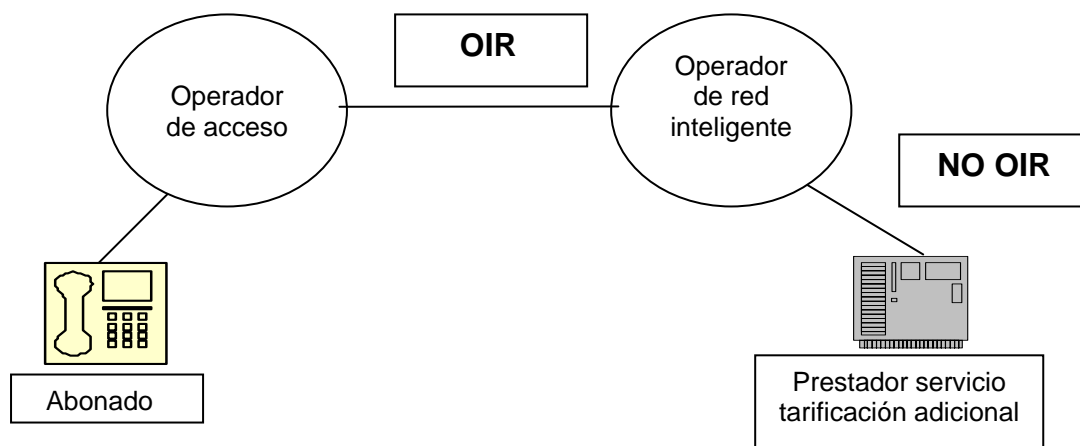 OIR
Operador
de acceso
Operador
de red
inteligente
NO OIR
Abonado
Prestador servicio
tarificación adicional